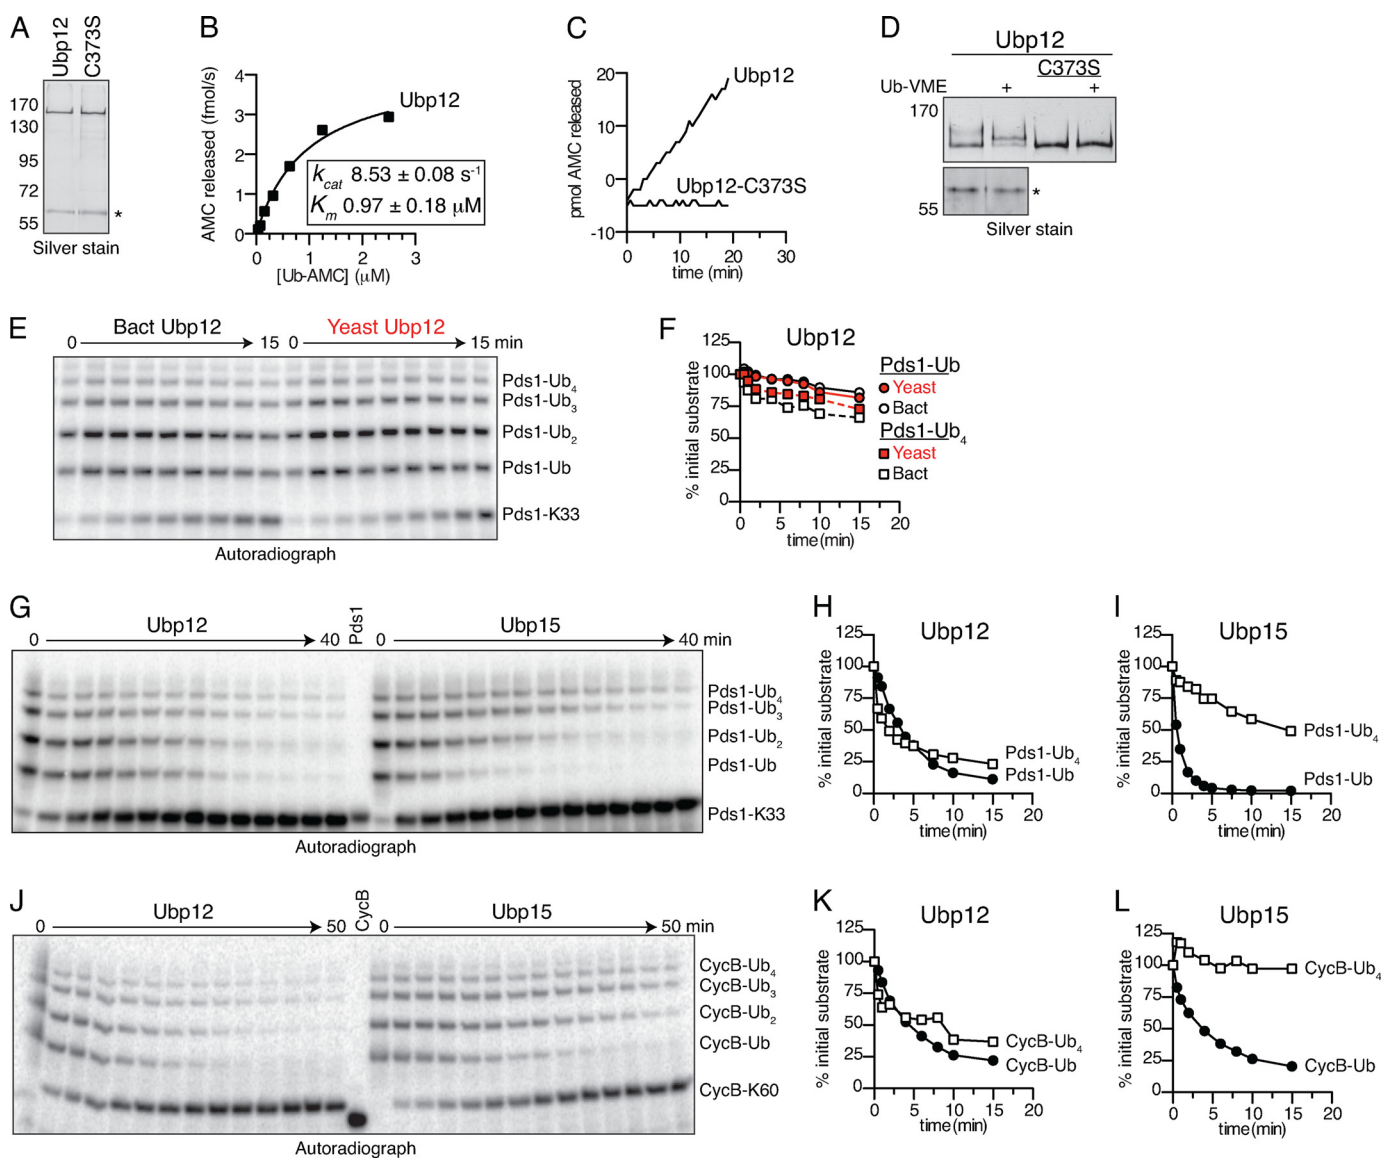 A
Ubp12
C373S
170
130
95
72
55
*
Silver stain
B
AMC released (fmol/s)
4
3
2
1
0
0 1 2 3
[Ub-AMC] (μM)
Ubp12
kcat 8.53 ± 0.08 s-1
Km 0.97 ± 0.18 μM
C
pmol AMC released
20
10
0
-10
0 10 20 30
time (min)
Ubp12
Ubp12-C373S
D
Ubp12
C373S
Ub-VME + +
170
55
*
Silver stain
E
Bact Ubp12
Yeast Ubp12
0 15 0 15 min
Pds1-Ub4
Pds1-Ub3
Pds1-Ub2
Pds1-Ub
Pds1-K33
Autoradiograph
F
Ubp12
% initial substrate
125
100
75
50
25
0
0 5 10 15 20
time (min)
Pds1-Ub
Yeast
Bact
Pds1-Ub4
Yeast
Bact
G
Ubp12
Pds1
Ubp15
0 40 0 40 min
Pds1-Ub4
Pds1-Ub3
Pds1-Ub2
Pds1-Ub
Pds1-K33
Autoradiograph
H
Ubp12
% initial substrate
125
100
75
50
25
0
0 5 10 15 20
time (min)
Pds1-Ub4
Pds1-Ub
I
Ubp15
% initial substrate
125
100
75
50
25
0
0 5 10 15 20
time (min)
Pds1-Ub4
Pds1-Ub
J
Ubp12
CycB
Ubp15
0 50 0 50 min
CycB-Ub4
CycB-Ub3
CycB-Ub2
CycB-Ub
CycB-K60
Autoradiograph
K
Ubp12
% initial substrate
125
100
75
50
25
0
0 5 10 15 20
time (min)
CycB-Ub4
CycB-Ub
L
Ubp15
% initial substrate
125
100
75
50
25
0
0 5 10 15 20
time (min)
CycB-Ub4
CycB-Ub